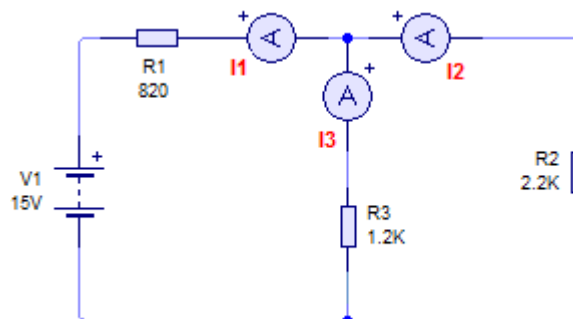 +
R1
820
A
I1
+
A
I2
+
A
I3
+
V1
15V
R2
2.2K
R3
1.2K